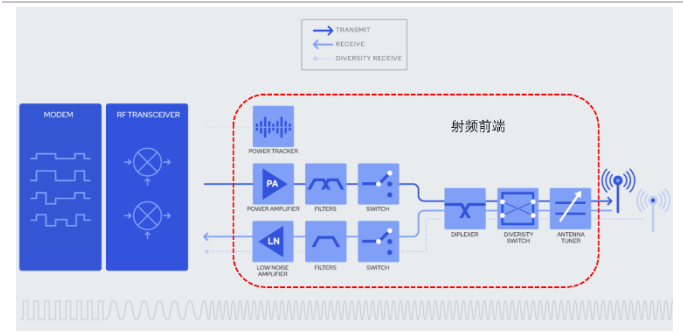 TRANSMIT
RECEIVE
DIVERSITY RECEIVE
MODEM
RF TRANSCEIVER
射频前端
POWER TRACKER
PA
POWER AMPLIFIER
FILTERS
SWITCH
LN
LOW NOISE
AMPLIFIER
FILTERS
SWITCH
DIPLEXER
DIVERSITY
SWITCH
ANTENNA
TUNER